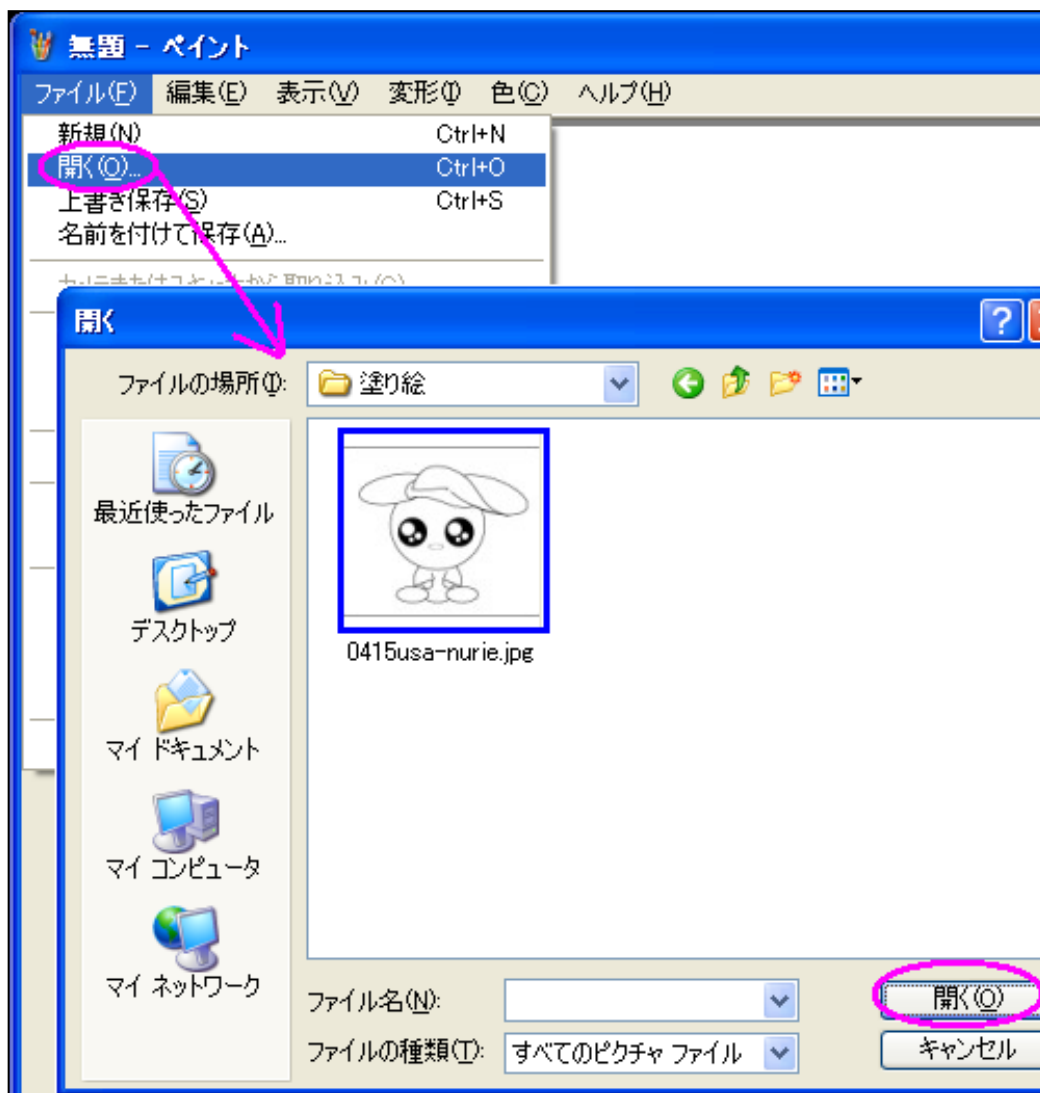 無題 - ペイント
ファイル(F) 編集(E) 表示(V) 変形(I) 色(C) ヘルプ(H)
新規(N) Ctrl+N
開く(O)... Ctrl+O
上書き保存(S) Ctrl+S
名前を付けて保存(A)...
開く
ファイルの場所(I): 塗り絵
最近使ったファイル
デスクトップ
マイ ドキュメント
マイ コンピュータ
マイ ネットワーク
0415usa-nurie.jpg
ファイル名(N): 開く(O)
ファイルの種類(T): すべてのピクチャ ファイル キャンセル